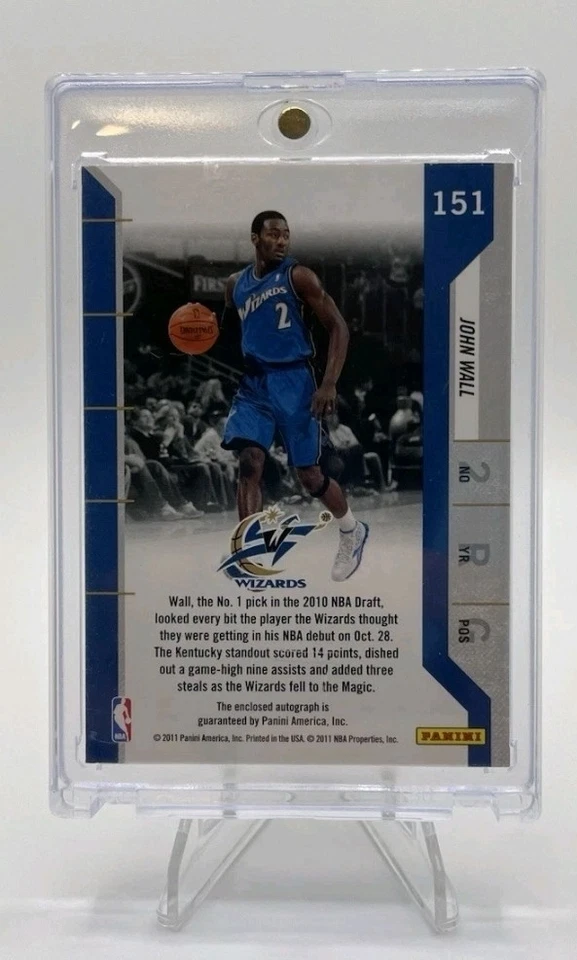 151
JOHN WALL
2
NO
R
YR
G
POS
FIRS
WIZARDS
2
WIZARDS
Wall, the No. 1 pick in the 2010 NBA Draft,
looked every bit the player the Wizards thought
they were getting in his NBA debut on Oct. 28.
The Kentucky standout scored 14 points, dished
out a game-high nine assists and added three
steals as the Wizards fell to the Magic.
The enclosed autograph is
guaranteed by Panini America, Inc.
© 2011 Panini America, Inc. Printed in the USA. © 2011 NBA Properties, Inc.
NBA
PANINI